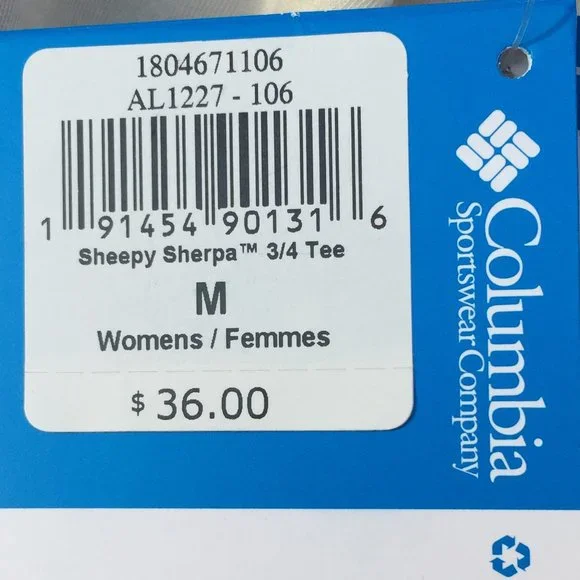 1804671106
AL1227 - 106
1 91454 90131 6
Sheepy Sherpa™ 3/4 Tee
M
Womens / Femmes
$ 36.00
Columbia
Sportswear Company